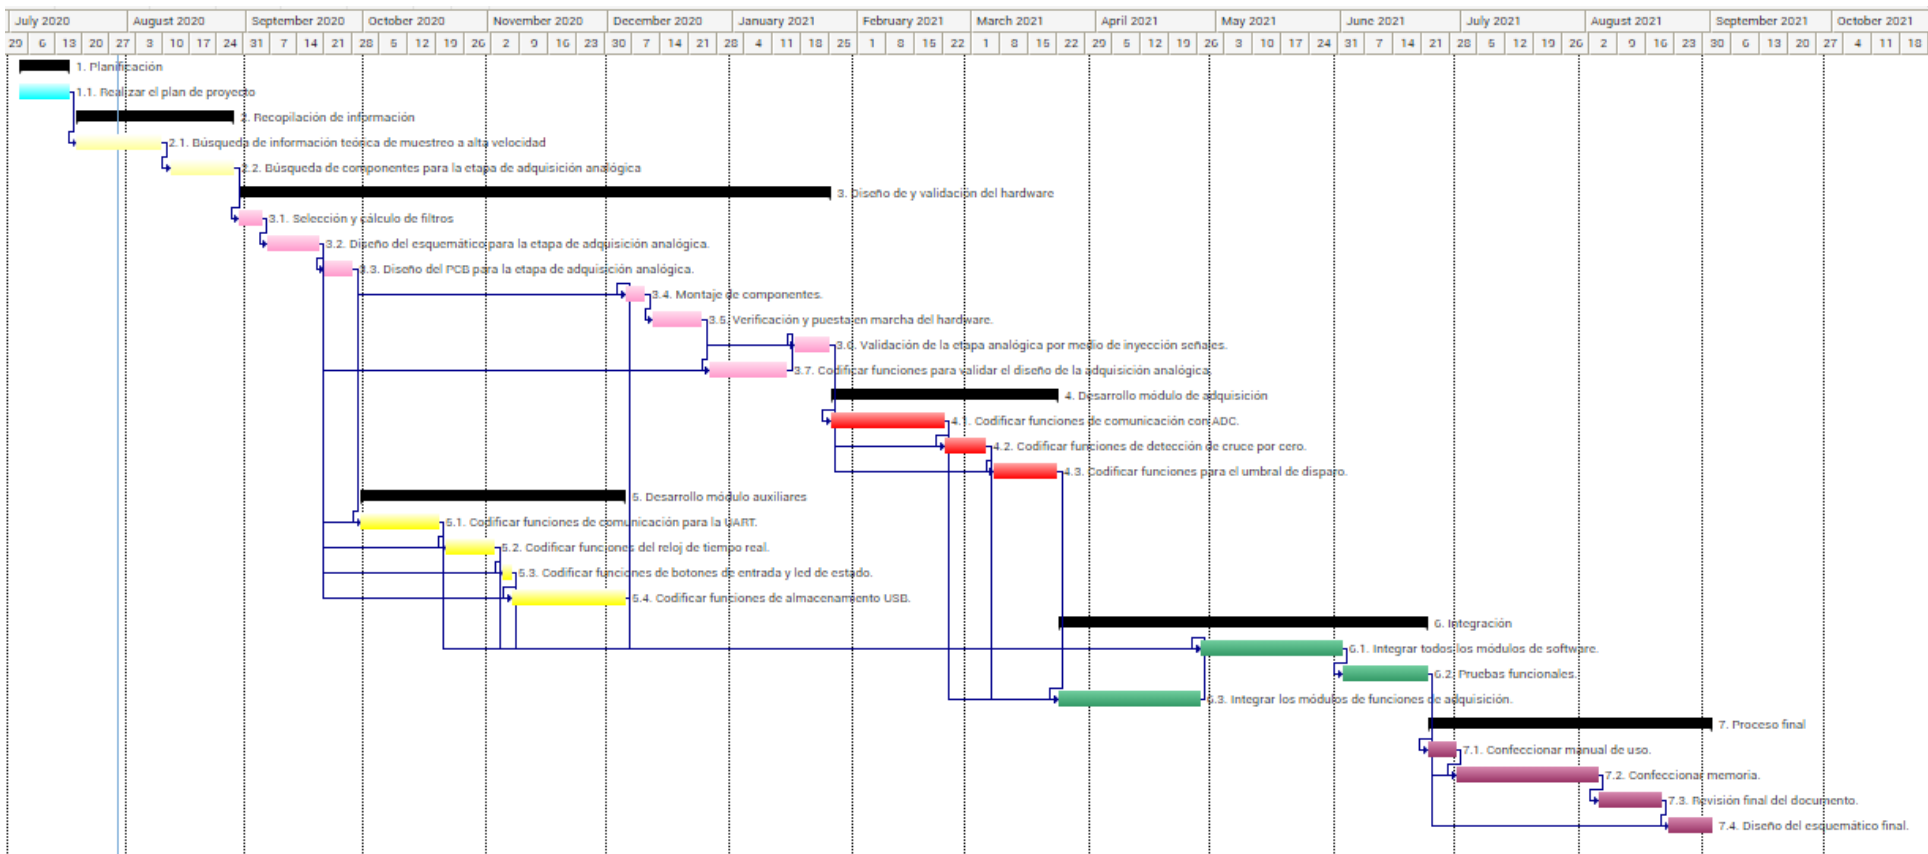 July 2020 August 2020 September 2020 October 2020 November 2020 December 2020 January 2021 February 2021 March 2021 April 2021 May 2021 June 2021 July 2021 August 2021 September 2021 October 2021
29 6 13 20 27 3 10 17 24 31 7 14 21 28 5 12 19 26 2 9 16 23 30 7 14 21 28 4 11 18 25 1 8 15 22 1 8 15 22 29 5 12 19 26 3 10 17 24 31 7 14 21 28 5 12 19 26 2 9 16 23 30 6 13 20 27 4 11 18
1. Planificación
1.1. Realizar el plan de proyecto
2. Recopilación de información
2.1. Búsqueda de información teórica de muestreo a alta velocidad
2.2. Búsqueda de componentes para la etapa de adquisición analógica
3. Diseño de y validación del hardware
3.1. Selección y cálculo de filtros
3.2. Diseño del esquemático para la etapa de adquisición analógica.
3.3. Diseño del PCB para la etapa de adquisición analógica.
3.4. Montaje de componentes.
3.5. Verificación y puesta en marcha del hardware.
3.6. Validación de la etapa analógica por medio de inyección señales.
3.7. Codificar funciones para validar el diseño de la adquisición analógica.
4. Desarrollo módulo de adquisición
4.1. Codificar funciones de comunicación con ADC.
4.2. Codificar funciones de detección de cruce por cero.
4.3. Codificar funciones para el umbral de disparo.
5. Desarrollo módulo auxiliares
5.1. Codificar funciones de comunicación para la UART.
5.2. Codificar funciones del reloj de tiempo real.
5.3. Codificar funciones de botones de entrada y led de estado.
5.4. Codificar funciones de almacenamiento USB.
6. Integración
6.1. Integrar todos los módulos de software.
6.2. Pruebas funcionales.
6.3. Integrar los módulos de funciones de adquisición.
7. Proceso final
7.1. Confeccionar manual de uso.
7.2. Confeccionar memoria.
7.3. Revisión final del documento.
7.4. Diseño del esquemático final.